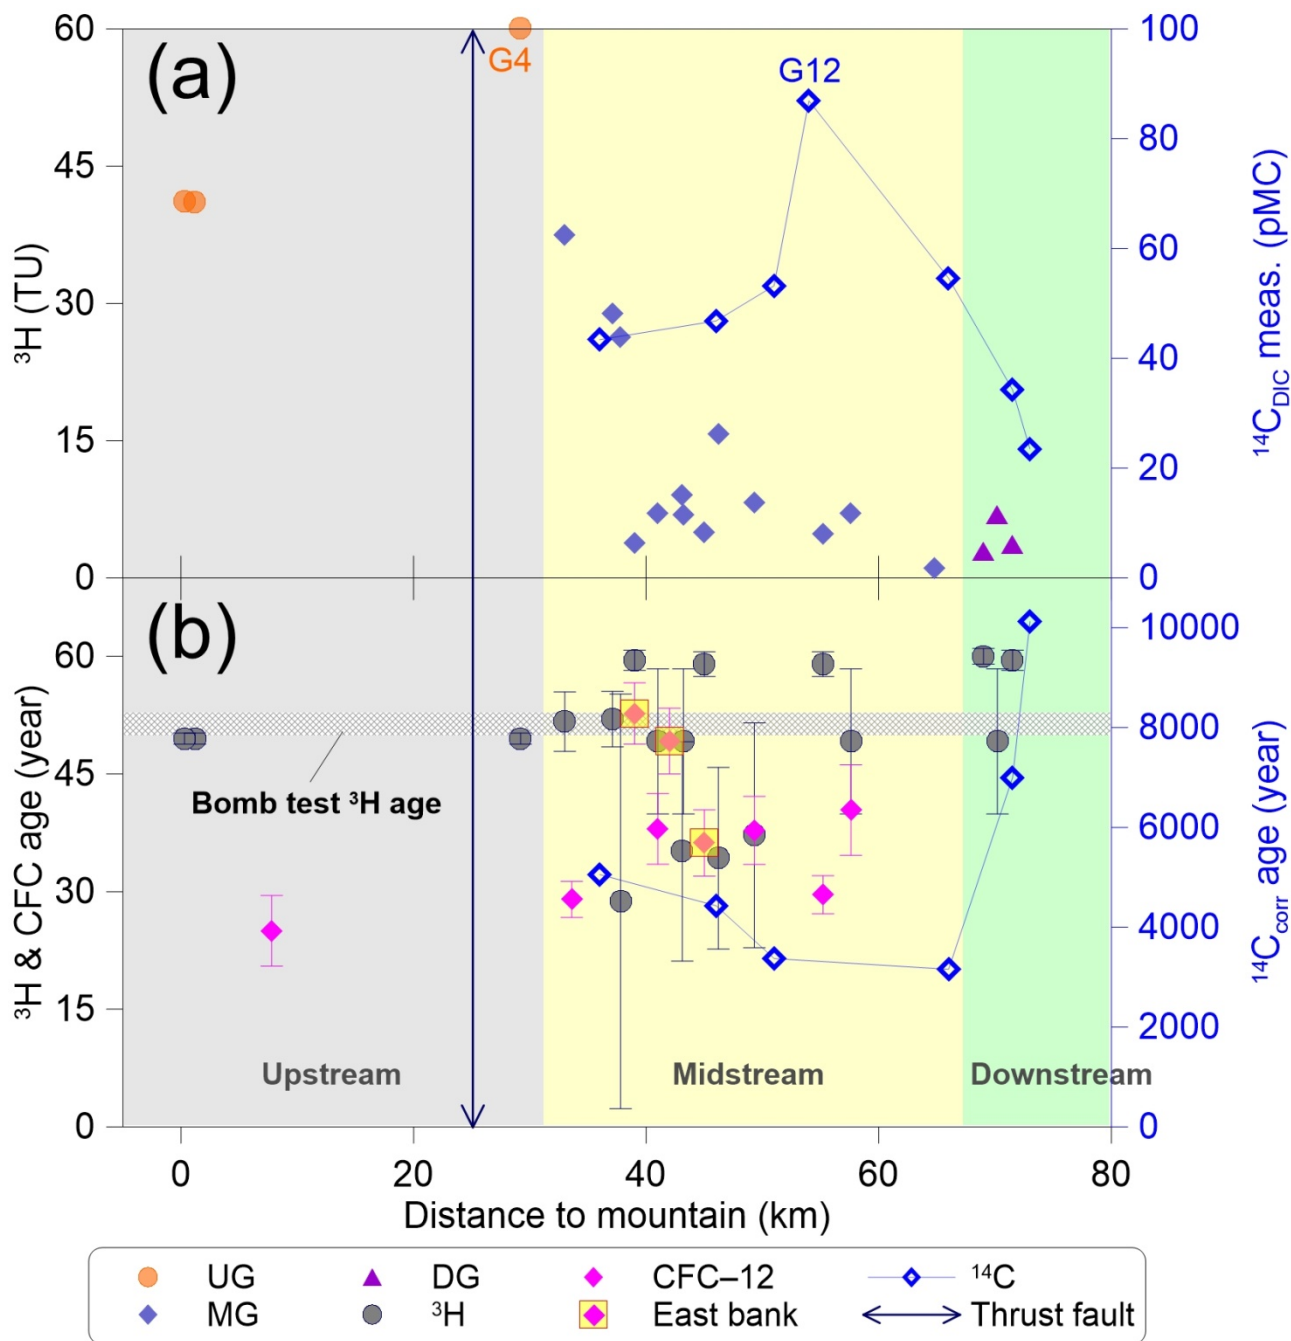 (a)
G4
G12
60
45
30
15
0
³H (TU)
100
80
60
40
20
0
¹⁴C_DIC meas. (pMC)
(b)
60
45
30
15
0
³H & CFC age (year)
10000
8000
6000
4000
2000
0
¹⁴C_corr age (year)
Bomb test ³H age
Upstream
Midstream
Downstream
0 20 40 60 80
Distance to mountain (km)
UG DG CFC–12 ¹⁴C
MG ³H East bank Thrust fault